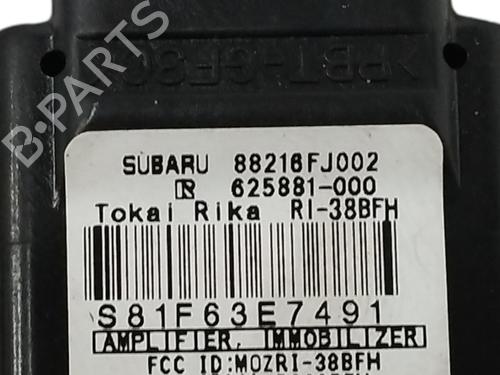 >PBT-GF30
B-PARTS
SUBARU 88216FJ002
R 625881-000
Tokai Rika RI-38BFH
S81F63E7491
AMPLIFIER, IMMOBILIZER
FCC ID:MOZRI-38BFH